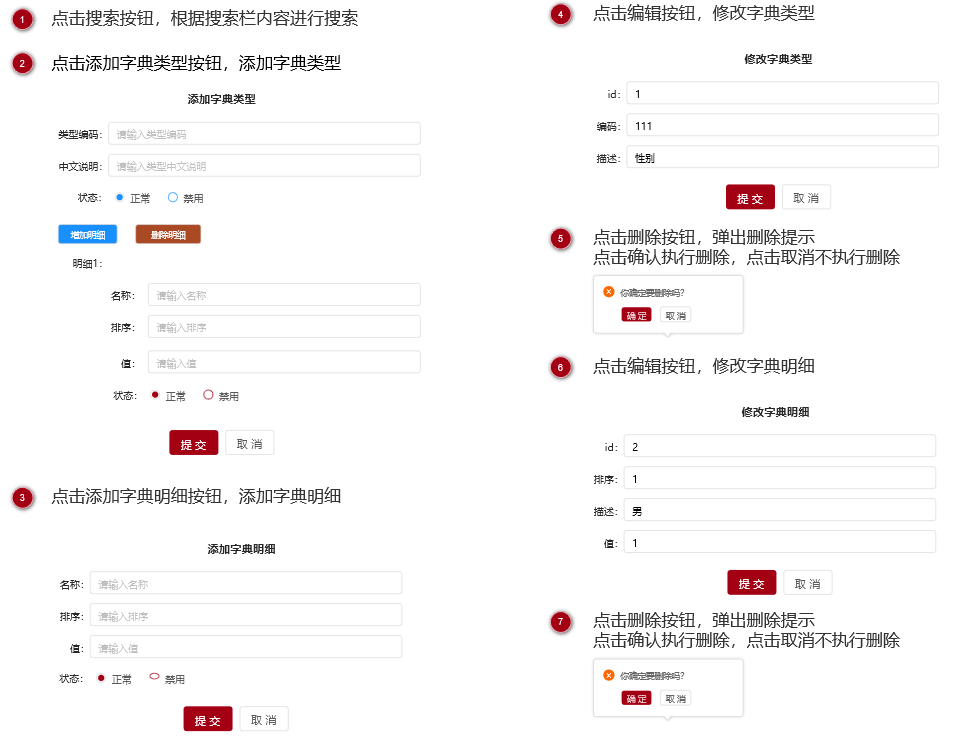 1 点击搜索按钮，根据搜索栏内容进行搜索
2 点击添加字典类型按钮，添加字典类型
添加字典类型
类型编码： 请输入类型编码
中文说明： 请输入类型中文说明
状态： 正常 禁用
增加明细 删除明细
明细1：
名称： 请输入名称
排序： 请输入排序
值： 请输入值
状态： 正常 禁用
提 交 取 消
3 点击添加字典明细按钮，添加字典明细
添加字典明细
名称： 请输入名称
排序： 请输入排序
值： 请输入值
状态： 正常 禁用
提 交 取 消
4 点击编辑按钮，修改字典类型
修改字典类型
id： 1
编码： 111
描述： 性别
提 交 取 消
5 点击删除按钮，弹出删除提示
点击确认执行删除，点击取消不执行删除
你确定要删除吗？
确 定 取 消
6 点击编辑按钮，修改字典明细
修改字典明细
id： 2
排序： 1
描述： 男
值： 1
提 交 取 消
7 点击删除按钮，弹出删除提示
点击确认执行删除，点击取消不执行删除
你确定要删除吗？
确 定 取 消